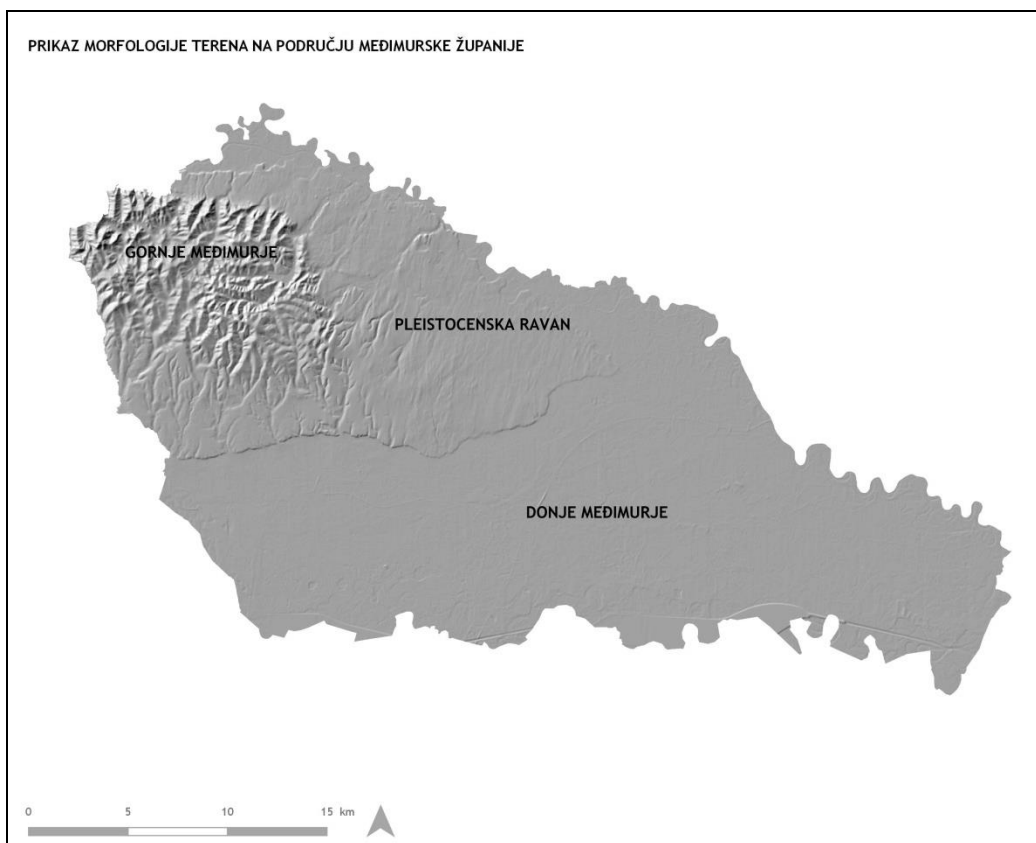 PRIKAZ MORFOLOGIJE TERENA NA PODRUČJU MEĐIMURSKE ŽUPANIJE
GORNJE MEĐIMURJE
PLEISTOCENSKA RAVAN
DONJE MEĐIMURJE
0 5 10 15 km